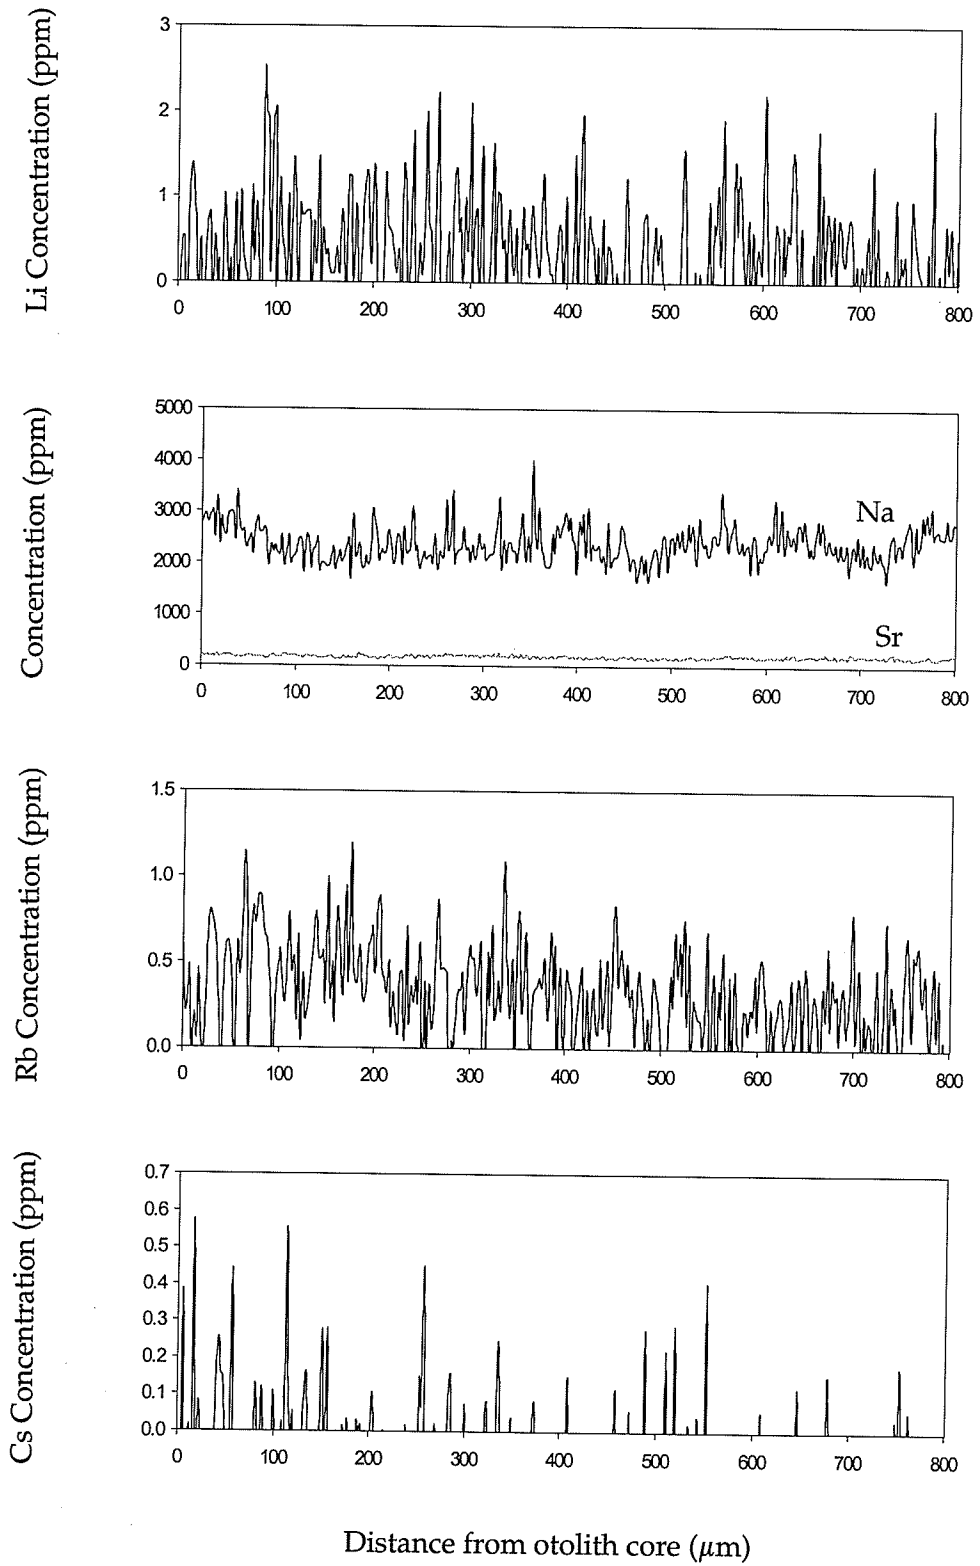 Li Concentration (ppm)
3
2
1
0
0 100 200 300 400 500 600 700 800
Concentration (ppm)
5000
4000
3000
2000
1000
0
Na
Sr
0 100 200 300 400 500 600 700 800
Rb Concentration (ppm)
1.5
1.0
0.5
0.0
0 100 200 300 400 500 600 700 800
Cs Concentration (ppm)
0.7
0.6
0.5
0.4
0.3
0.2
0.1
0.0
0 100 200 300 400 500 600 700 800
Distance from otolith core (µm)